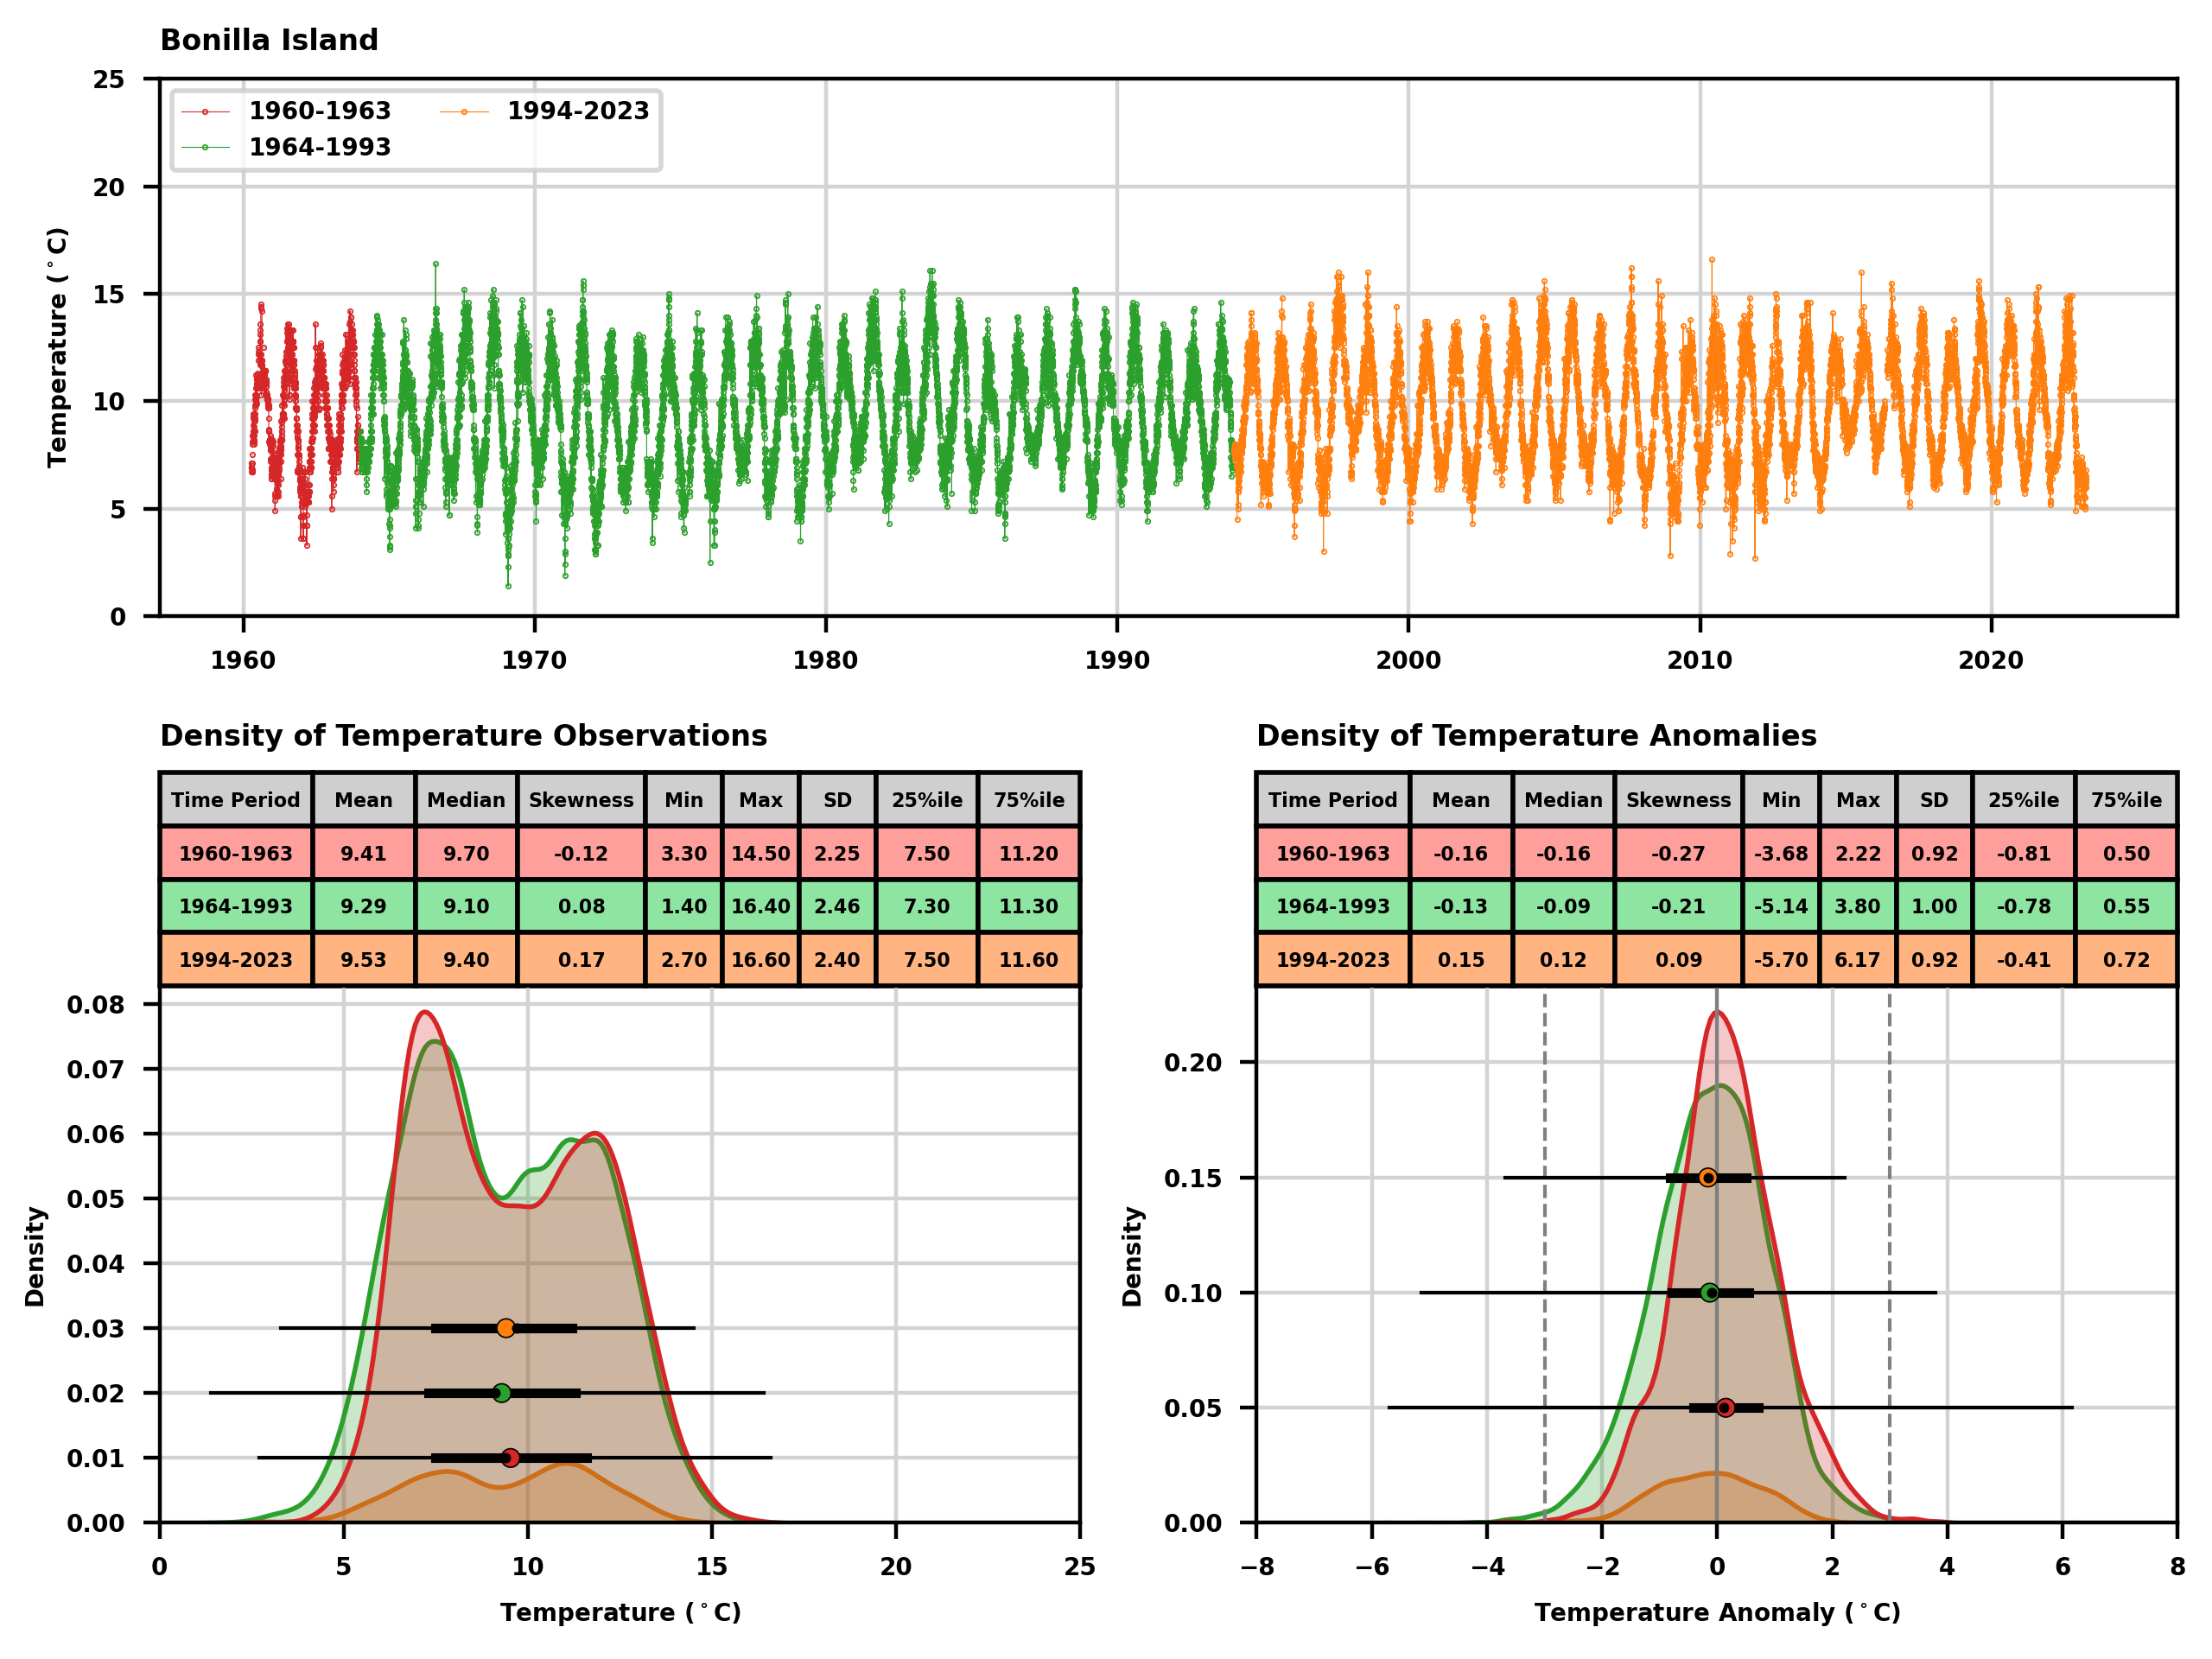 Bonilla Island
25
20
15
10
5
0
Temperature (°C)
1960-1963 1994-2023
1964-1993
1960 1970 1980 1990 2000 2010 2020
Density of Temperature Observations
Time Period Mean Median Skewness Min Max SD 25%ile 75%ile
1960-1963 9.41 9.70 -0.12 3.30 14.50 2.25 7.50 11.20
1964-1993 9.29 9.10 0.08 1.40 16.40 2.46 7.30 11.30
1994-2023 9.53 9.40 0.17 2.70 16.60 2.40 7.50 11.60
0.08
0.07
0.06
0.05
0.04
0.03
0.02
0.01
0.00
Density
0 5 10 15 20 25
Temperature (°C)
Density of Temperature Anomalies
Time Period Mean Median Skewness Min Max SD 25%ile 75%ile
1960-1963 -0.16 -0.16 -0.27 -3.68 2.22 0.92 -0.81 0.50
1964-1993 -0.13 -0.09 -0.21 -5.14 3.80 1.00 -0.78 0.55
1994-2023 0.15 0.12 0.09 -5.70 6.17 0.92 -0.41 0.72
0.20
0.15
0.10
0.05
0.00
Density
−8 −6 −4 −2 0 2 4 6 8
Temperature Anomaly (°C)